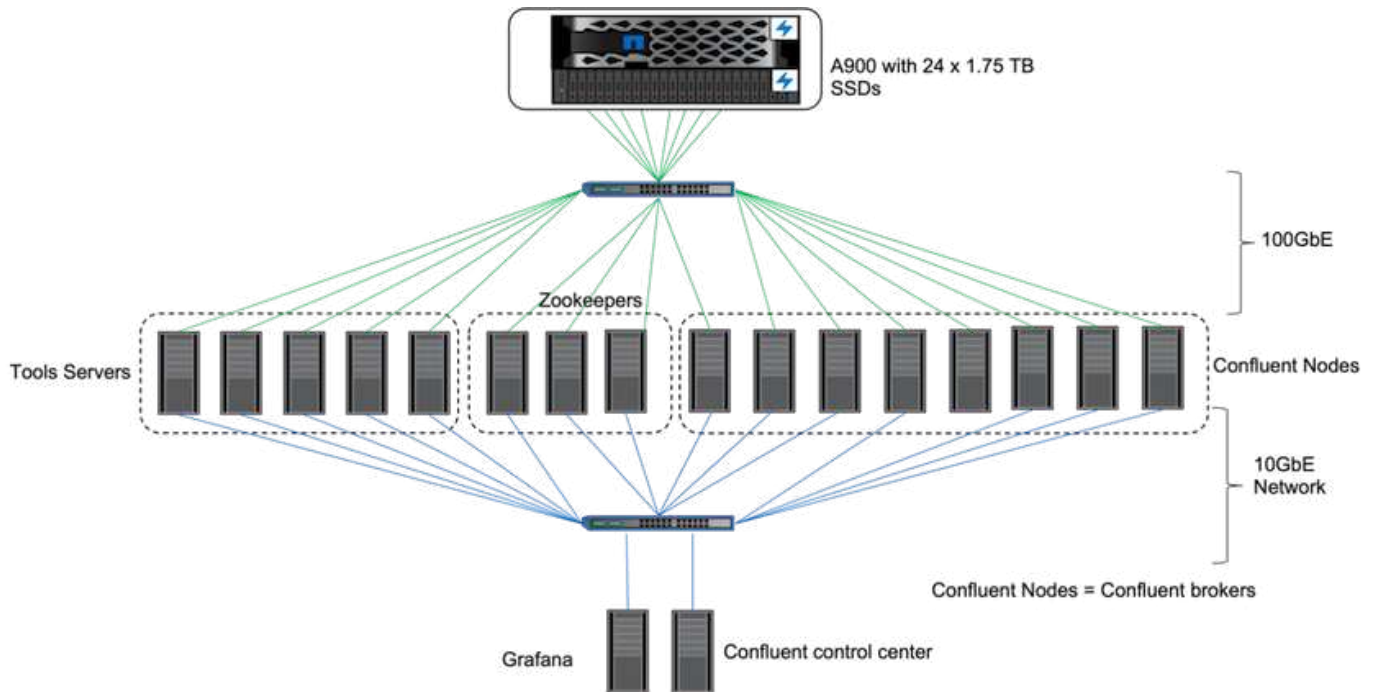 A900 with 24 x 1.75 TB
SSDs
100GbE
Zookeepers
Tools Servers
Confluent Nodes
10GbE
Network
Confluent Nodes = Confluent brokers
Grafana
Confluent control center